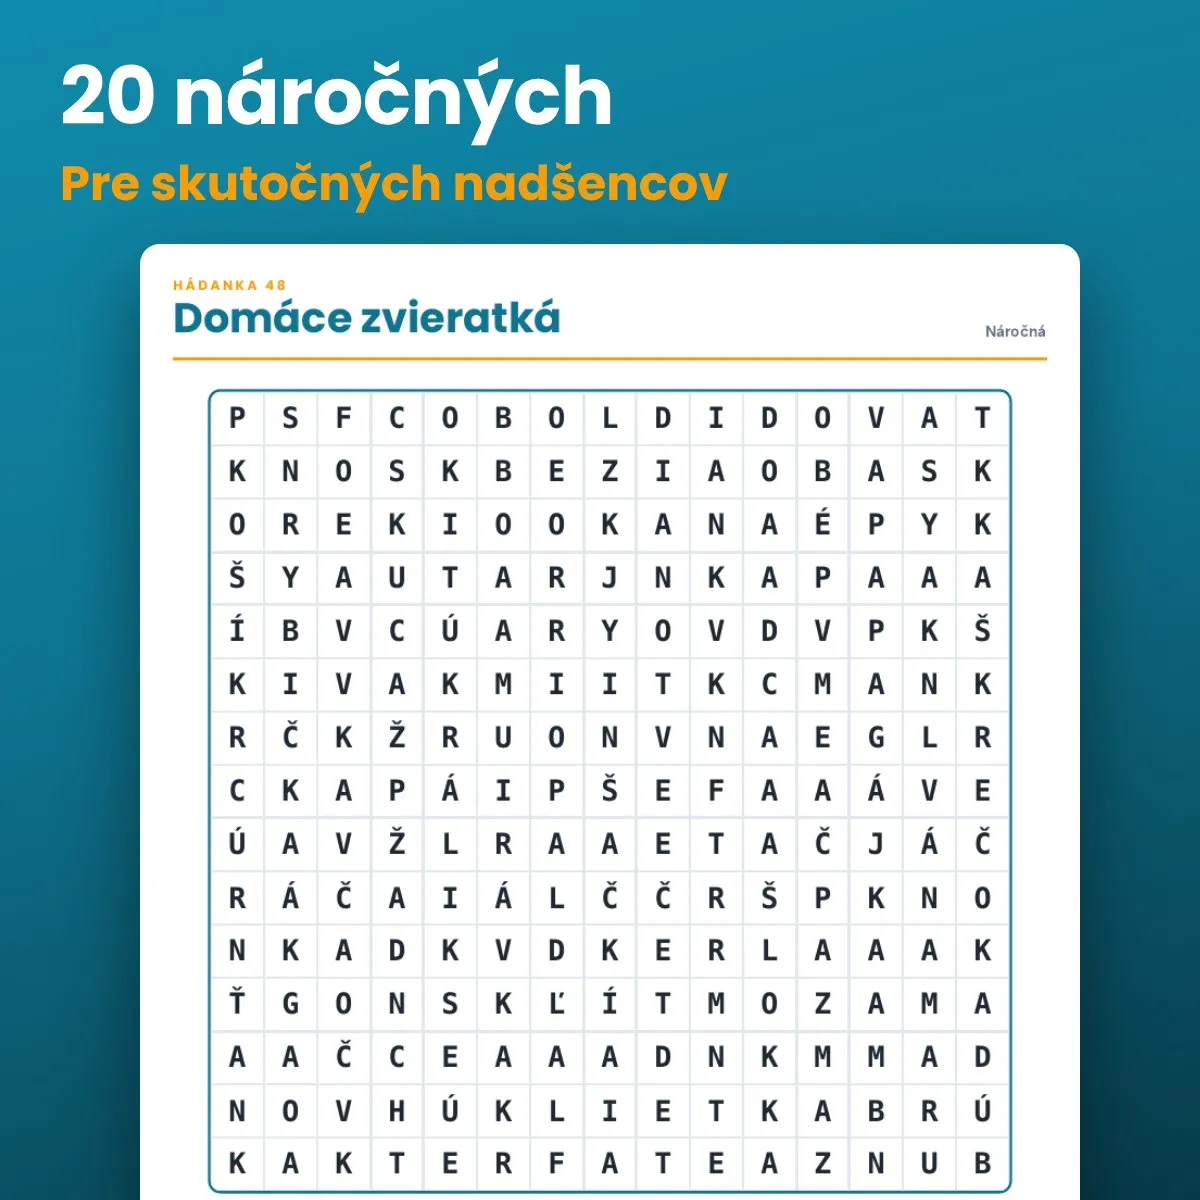 20 náročných
Pre skutočných nadšencov
HÁDANKA 48
Domáce zvieratká
Náročná
P S F C O B O L D I D O V A T
K N O S K B E Z I A O B A S K
O R E K I O O K A N A É P Y K
Š Y A U T A R J N K A P A A A
Í B V C Ú A R Y O V D V P K Š
K I V A K M I I T K C M A N K
R Č K Ž R U O N V N A E G L R
C K A P Á I P Š E F A A Á V E
Ú A V Ž L R A A E T A Č J Á Č
R Á Č A I Á L Č Č R Š P K N O
N K A D K V D K E R L A A A K
Ť G O N S K Ľ Í T M O Z A M A
A A Č C E A A A D N K M M A D
N O V H Ú K L I E T K A B R Ú
K A K T E R F A T E A Z N U B